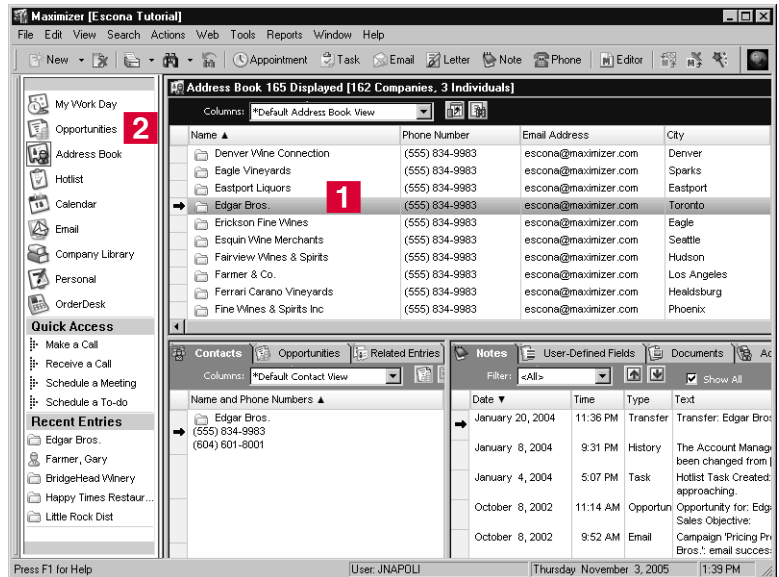 Maximizer [Escona Tutorial]
File Edit View Search Actions Web Tools Reports Window Help
New Appointment Task Email Letter Note Phone Editor
My Work Day
Opportunities 2
Address Book
Hotlist
Calendar
Email
Company Library
Personal
OrderDesk
Quick Access
Make a Call
Receive a Call
Schedule a Meeting
Schedule a To-do
Recent Entries
Edgar Bros.
Farmer, Gary
BridgeHead Winery
Happy Times Restaur...
Little Rock Dist
Address Book 165 Displayed [162 Companies, 3 Individuals]
Columns: *Default Address Book View
Name Phone Number Email Address City
Denver Wine Connection (555) 834-9983 escona@maximizer.com Denver
Eagle Vineyards (555) 834-9983 escona@maximizer.com Sparks
Eastport Liquors (555) 834-9983 escona@maximizer.com Eastport
Edgar Bros. 1 (555) 834-9983 escona@maximizer.com Toronto
Erickson Fine Wines (555) 834-9983 escona@maximizer.com Eagle
Esquin Wine Merchants (555) 834-9983 escona@maximizer.com Seattle
Fairview Wines & Spirits (555) 834-9983 escona@maximizer.com Hudson
Farmer & Co. (555) 834-9983 escona@maximizer.com Los Angeles
Ferrari Carano Vineyards (555) 834-9983 escona@maximizer.com Healdsburg
Fine Wines & Spirits Inc (555) 834-9983 escona@maximizer.com Phoenix
Contacts Opportunities Related Entries
Columns: *Default Contact View
Name and Phone Numbers
Edgar Bros.
(555) 834-9983
(604) 601-8001
Notes User-Defined Fields Documents Ac
Filter: <All> Show All
Date Time Type Text
January 20, 2004 11:36 PM Transfer Transfer: Edgar Bros
January 8, 2004 9:31 PM History The Account Manag
been changed from [
January 4, 2004 5:07 PM Task Hotlist Task Created:
approaching.
October 8, 2002 11:14 AM Opportun Opportunity for: Edg
Sales Objective:
October 8, 2002 9:52 AM Email Campaign 'Pricing Pr
Bros.': email succes
Press F1 for Help User: JNAPOLI Thursday November 3, 2005 1:39 PM